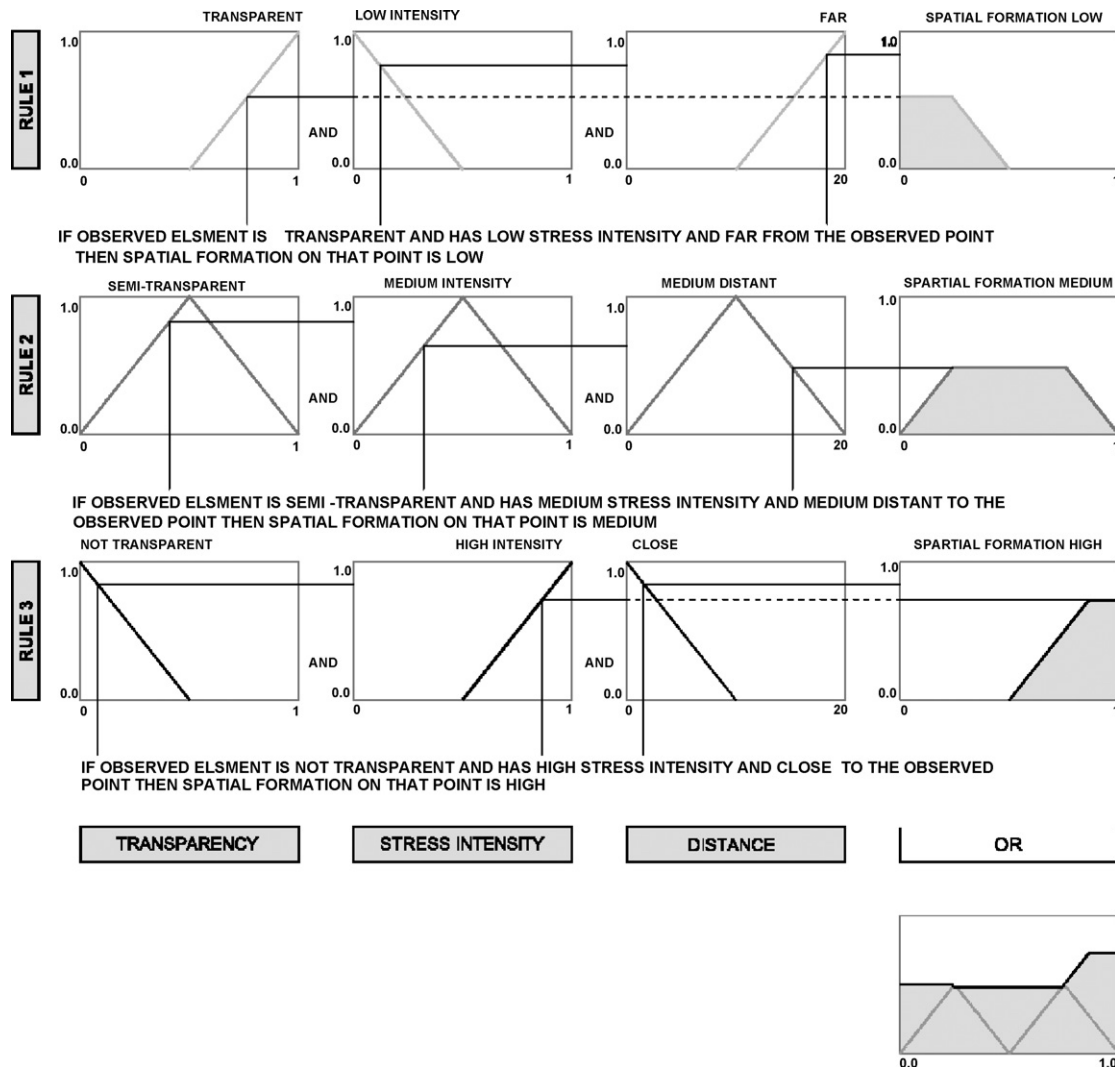 TRANSPARENT LOW INTENSITY FAR SPATIAL FORMATION LOW
RULE 1
1.0 1.0 1.0 1.0
AND AND
0.0 0.0 0.0 0.0
0 1 0 1 0 20 0 1
IF OBSERVED ELSMENT IS TRANSPARENT AND HAS LOW STRESS INTENSITY AND FAR FROM THE OBSERVED POINT
THEN SPATIAL FORMATION ON THAT POINT IS LOW
SEMI-TRANSPARENT MEDIUM INTENSITY MEDIUM DISTANT SPARTIAL FORMATION MEDIUM
RULE 2
1.0 1.0 1.0 1.0
AND AND
0.0 0.0 0.0 0.0
0 1 0 1 0 20 0 1
IF OBSERVED ELSMENT IS SEMI -TRANSPARENT AND HAS MEDIUM STRESS INTENSITY AND MEDIUM DISTANT TO THE
OBSERVED POINT THEN SPATIAL FORMATION ON THAT POINT IS MEDIUM
NOT TRANSPARENT HIGH INTENSITY CLOSE SPARTIAL FORMATION HIGH
RULE 3
1.0 1.0 1.0 1.0
AND AND
0.0 0.0 0.0 0.0
0 1 0 1 0 20 0 1
IF OBSERVED ELSMENT IS NOT TRANSPARENT AND HAS HIGH STRESS INTENSITY AND CLOSE TO THE OBSERVED
POINT THEN SPATIAL FORMATION ON THAT POINT IS HIGH
TRANSPARENCY STRESS INTENSITY DISTANCE OR
0.0 1.0